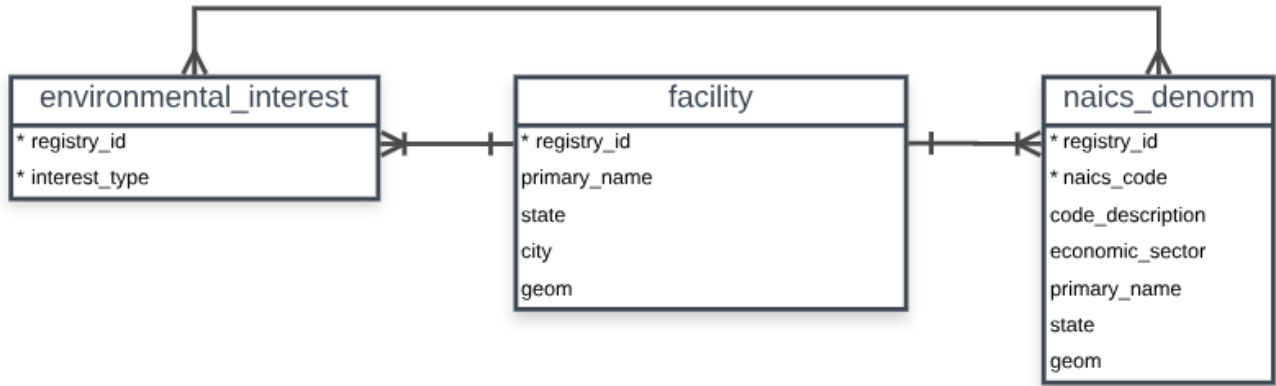 environmental_interest
* registry_id
* interest_type
facility
* registry_id
primary_name
state
city
geom
naics_denorm
* registry_id
* naics_code
code_description
economic_sector
primary_name
state
geom